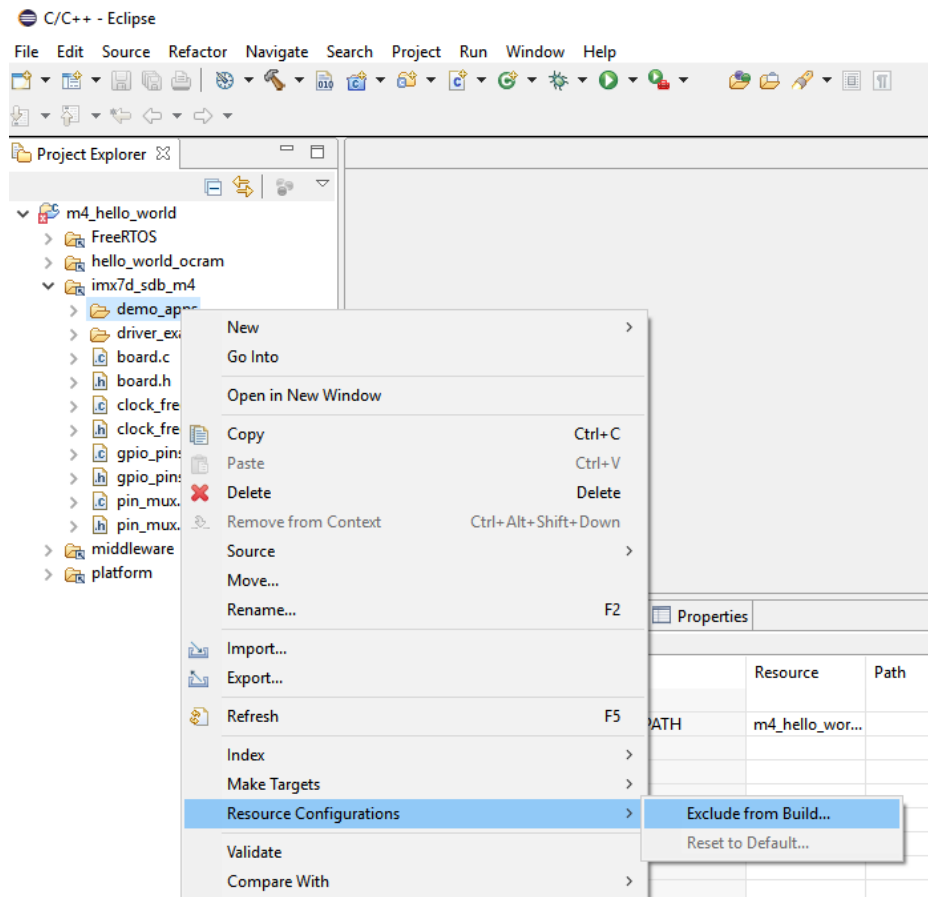 C/C++ - Eclipse
File Edit Source Refactor Navigate Search Project Run Window Help
010
Project Explorer
m4_hello_world
FreeRTOS
hello_world_ocram
imx7d_sdb_m4
demo_apps
driver_exa
board.c
board.h
clock_fre
clock_fre
gpio_pins
gpio_pins
pin_mux.
pin_mux.
middleware
platform
New
Go Into
Open in New Window
Copy Ctrl+C
Paste Ctrl+V
Delete Delete
Remove from Context Ctrl+Alt+Shift+Down
Source
Move...
Rename... F2
Import...
Export...
Refresh F5
Index
Make Targets
Resource Configurations
Validate
Compare With
Exclude from Build...
Reset to Default...
Properties
Resource Path
PATH m4_hello_wor...